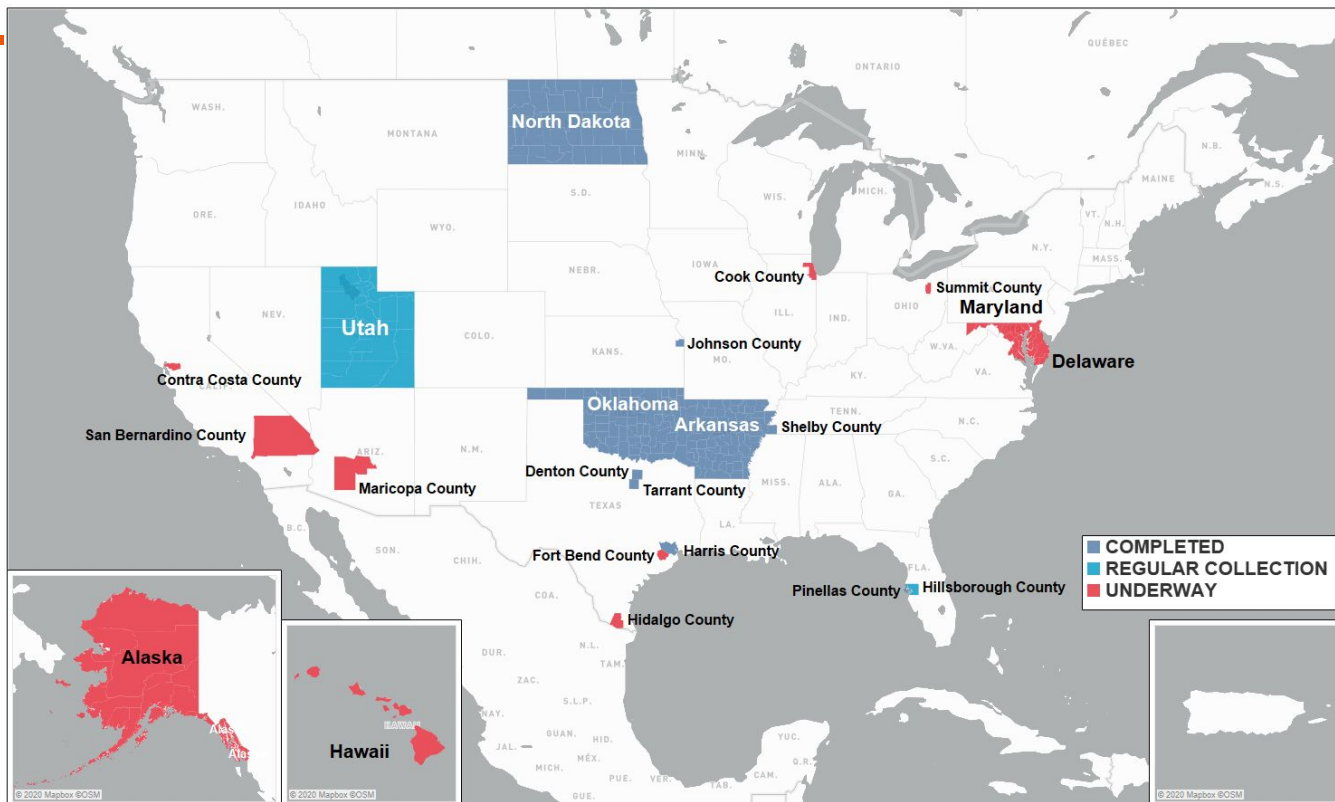 QUÉBEC
ONTARIO
WASH.
MONTANA
North Dakota
MINN.
N.B.
MAINE
N.S.
ORE.
IDAHO
S.D.
WIS.
MICH.
VT.
N.H.
WYO.
N.Y.
MASS.
NEBR.
IOWA
Cook County
Summit County
OHIO
Maryland
NEV.
Utah
COLO.
ILL.
IND.
Johnson County
KANS.
MO.
W.VA.
Delaware
VA.
KY.
Contra Costa County
CALIF.
Oklahoma
Arkansas
Shelby County
TENN.
N.C.
San Bernardino County
ARIZ.
N.M.
S.C.
Denton County
Maricopa County
Tarrant County
MISS.
ALA.
GA.
TEXAS
LA.
B.C.
SON.
CHIH.
Fort Bend County
Harris County
COMPLETED
REGULAR COLLECTION
UNDERWAY
FLA.
COA.
Pinellas County
Hillsborough County
Hidalgo County
N.L.
DUR.
TAM.
ZAC.
S.L.P.
NAY.
GUAN.
HID.
YUC.
JAL.
MÉX.
Q.R.
MICH.
PUE.
VER.
TAB.
CAM.
GUE.
Alaska
Alas
Alas
© 2020 Mapbox ©OSM
HAWAII
Hawaii
© 2020 Mapbox ©OSM
© 2020 Mapbox ©OSM